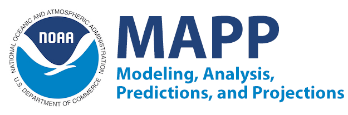 NATIONAL OCEANIC AND ATMOSPHERIC ADMINISTRATION
NOAA
U.S. DEPARTMENT OF COMMERCE
MAPP
Modeling, Analysis,
Predictions, and Projections